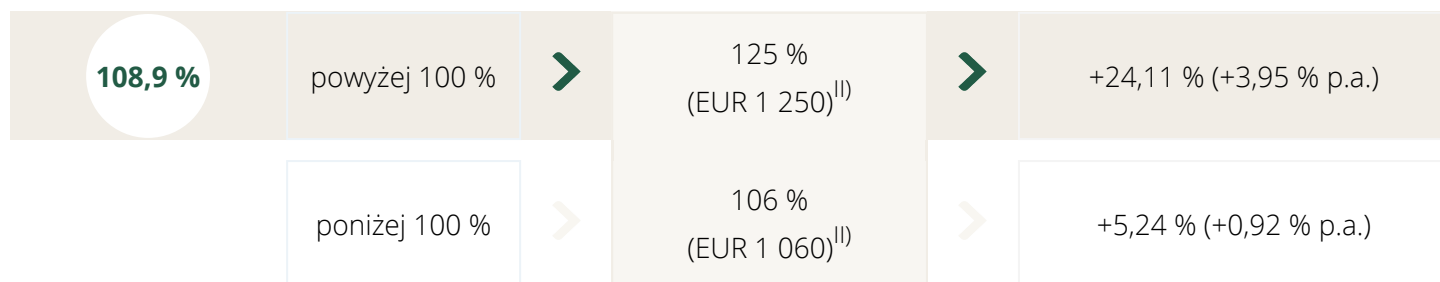 108,9 %
powyżej 100 %
125 %
(EUR 1 250)II)
+24,11 % (+3,95 % p.a.)
poniżej 100 %
106 %
(EUR 1 060)II)
+5,24 % (+0,92 % p.a.)